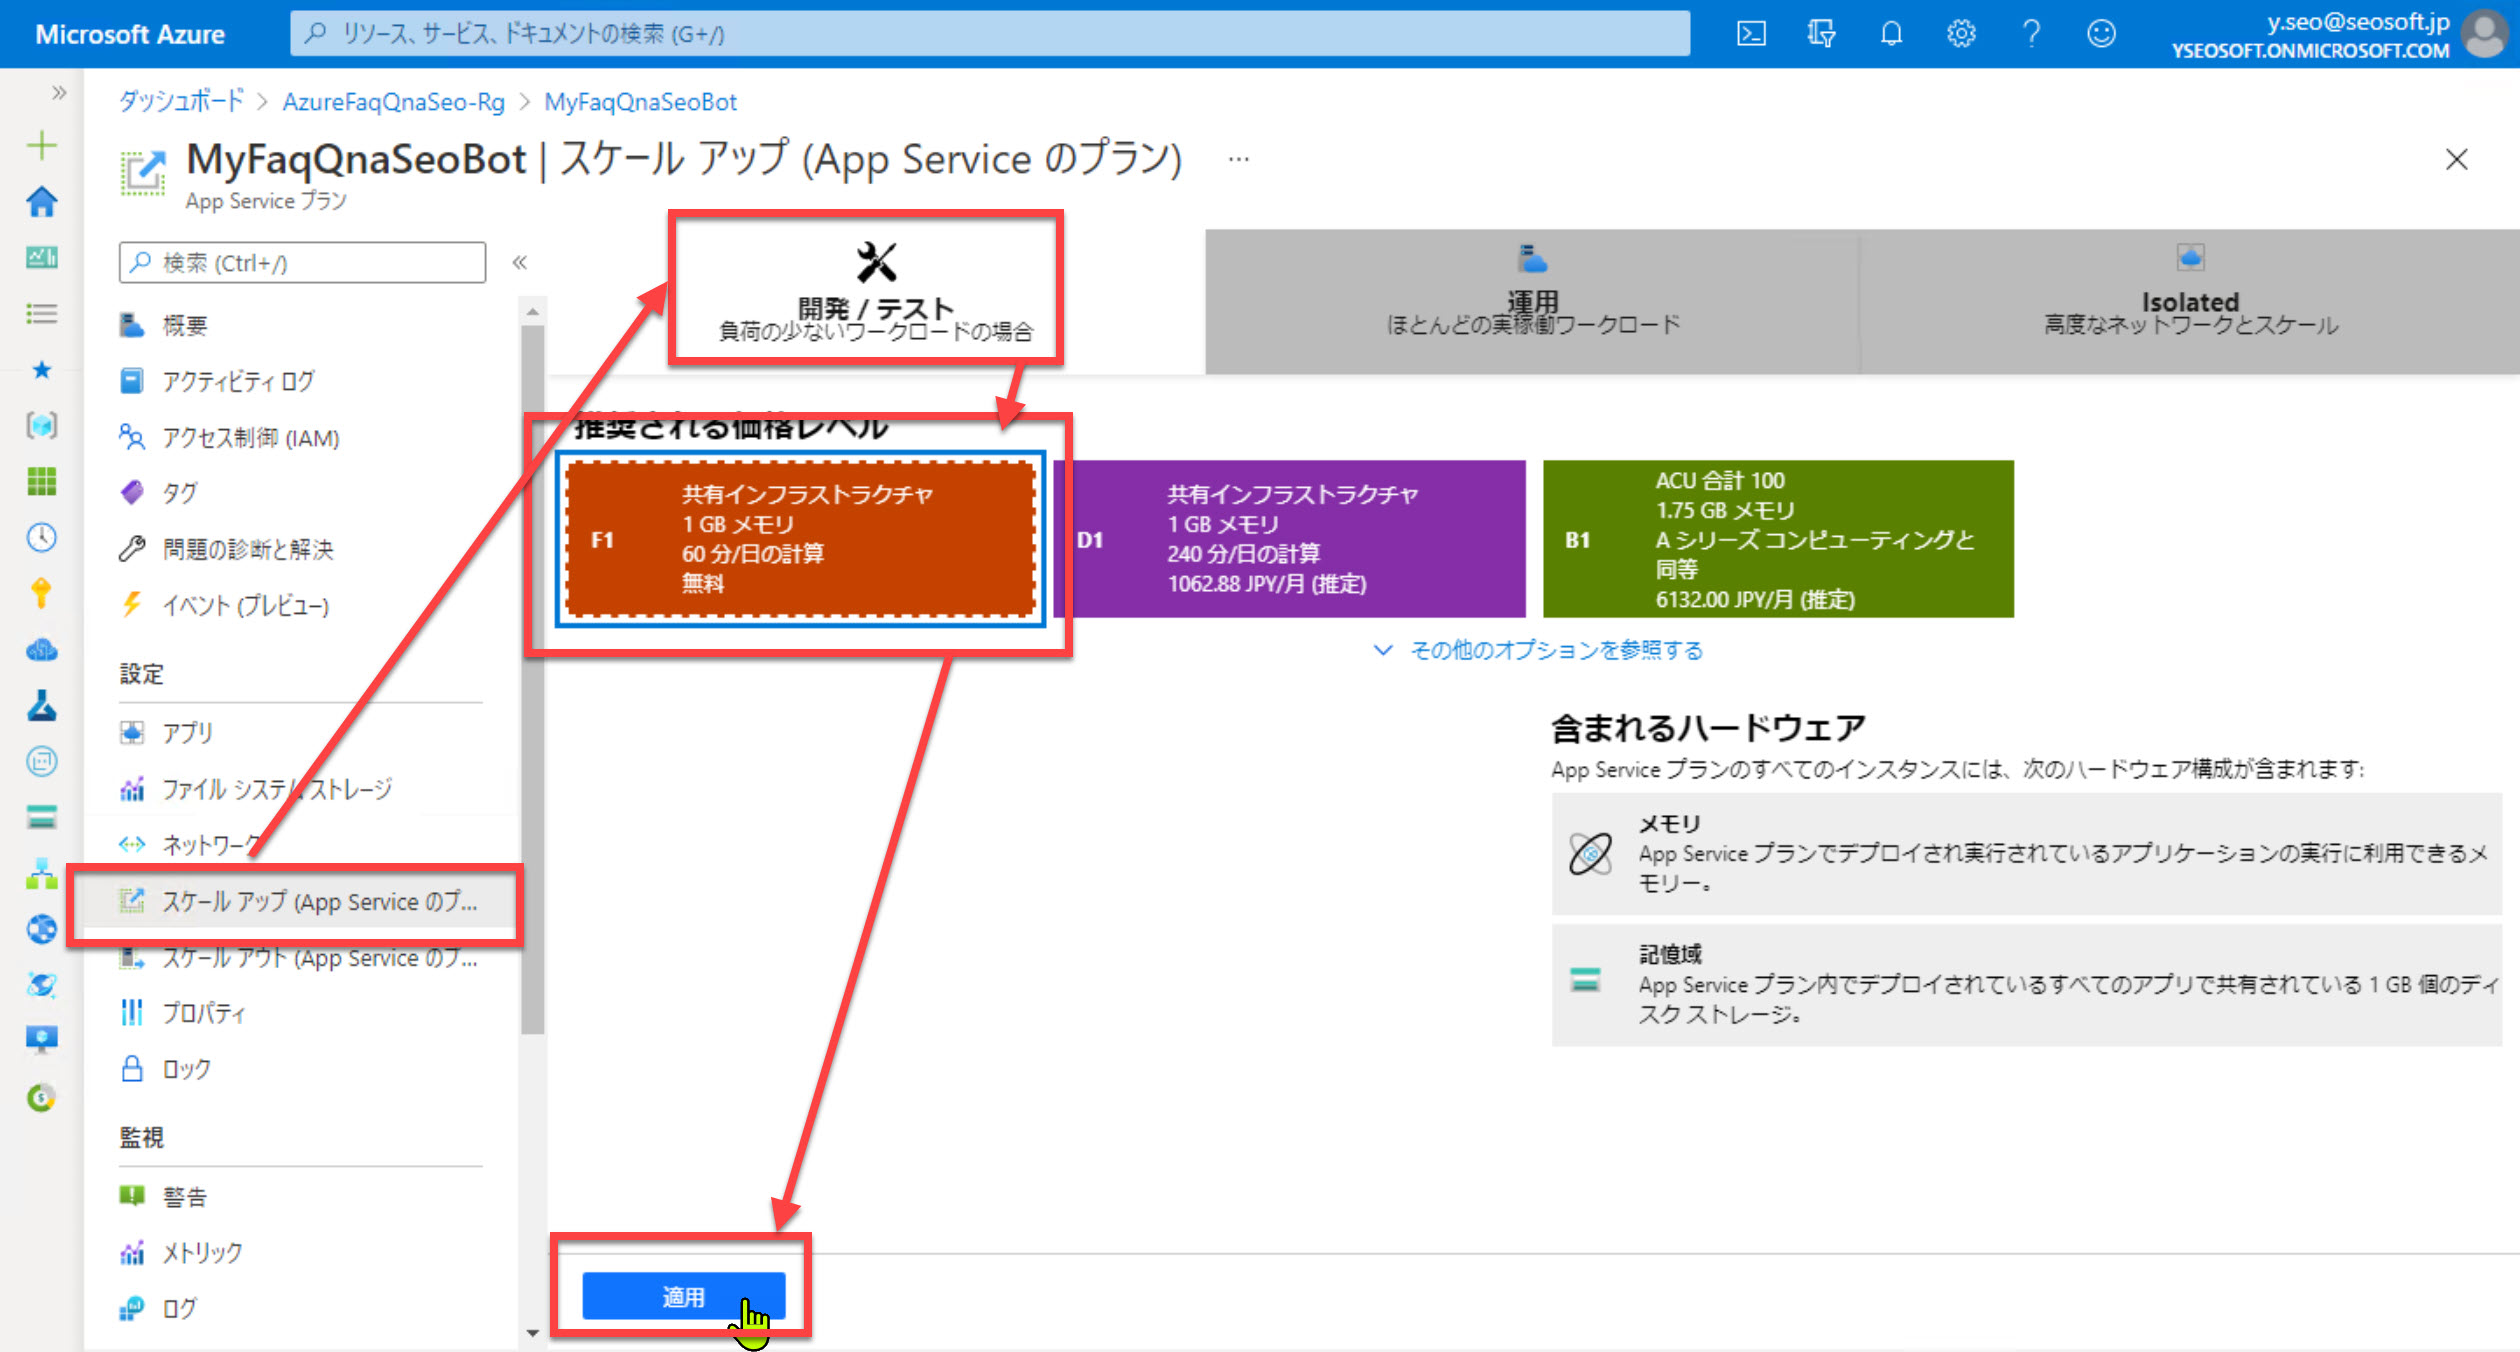 Microsoft Azure
リソース、サービス、ドキュメントの検索 (G+/)
y.seo@seosoft.jp
YSEOSOFT.ONMICROSOFT.COM
ダッシュボード > AzureFaqQnaSeo-Rg > MyFaqQnaSeoBot
MyFaqQnaSeoBot | スケール アップ (App Service のプラン) ...
App Service プラン
検索 (Ctrl+/)
概要
アクティビティ ログ
アクセス制御 (IAM)
タグ
問題の診断と解決
イベント (プレビュー)
設定
アプリ
ファイル システム ストレージ
ネットワーク
スケール アップ (App Service のプ...
スケール アウト (App Service のプ...
プロパティ
ロック
監視
警告
メトリック
ログ
開発 / テスト
負荷の少ないワークロードの場合
運用
ほとんどの実稼働ワークロード
Isolated
高度なネットワークとスケール
推奨される価格レベル
F1
共有インフラストラクチャ
1 GB メモリ
60 分/日の計算
無料
D1
共有インフラストラクチャ
1 GB メモリ
240 分/日の計算
1062.88 JPY/月 (推定)
B1
ACU 合計 100
1.75 GB メモリ
A シリーズ コンピューティングと
同等
6132.00 JPY/月 (推定)
その他のオプションを参照する
含まれるハードウェア
App Service プランのすべてのインスタンスには、次のハードウェア構成が含まれます:
メモリ
App Service プランでデプロイされ実行されているアプリケーションの実行に利用できるメ
モリー。
記憶域
App Service プラン内でデプロイされているすべてのアプリで共有されている 1 GB 個のディ
スク ストレージ。
適用